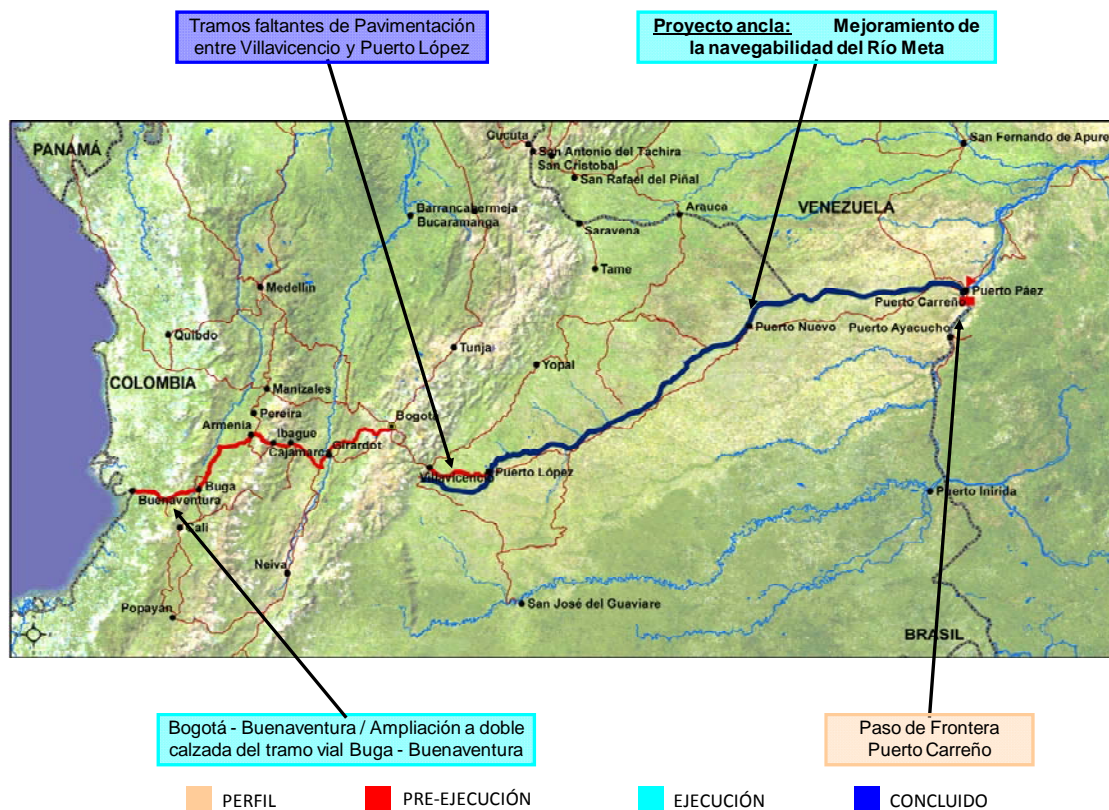 Tramos faltantes de Pavimentación
entre Villavicencio y Puerto López
Proyecto ancla: Mejoramiento de
la navegabilidad del Río Meta
PANAMÁ
Cucuta
San Antonio del Tachira
San Cristobal
San Rafael del Piñal
San Fernando de Apure
Barrancabermeja
Bucaramanga
Arauca
VENEZUELA
Saravena
Tame
Medellin
Puerto Páez
Puerto Carreño
Puerto Nuevo
Puerto Ayacucho
Quibdo
Tunja
Yopal
COLOMBIA
Manizales
Pereira
Bogotá
Armenia
Ibague
Cajamarca
Girardot
Villavicencio
Puerto López
Buga
Buenaventura
Puerto Inirida
Cali
Neiva
San José del Guaviare
Popayán
BRASIL
Bogotá - Buenaventura / Ampliación a doble
calzada del tramo vial Buga - Buenaventura
Paso de Frontera
Puerto Carreño
PERFIL
PRE-EJECUCIÓN
EJECUCIÓN
CONCLUIDO